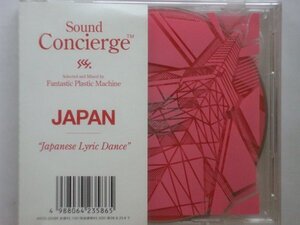 Sound
Concierge™
Selected and Mixed by
Fantastic Plastic Machine
JAPAN
"Japanese Lyric Dance"
4 988064 235865